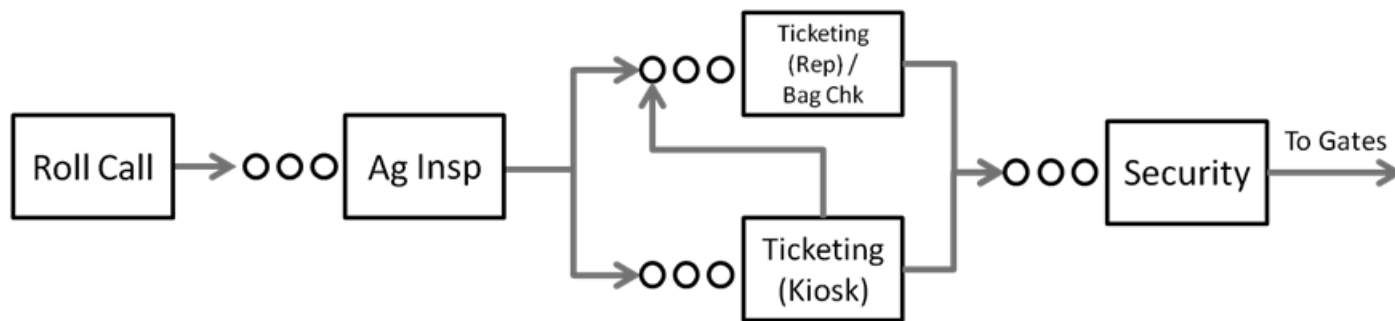 Roll Call
Ag Insp
Ticketing
(Rep) /
Bag Chk
Ticketing
(Kiosk)
Security
To Gates